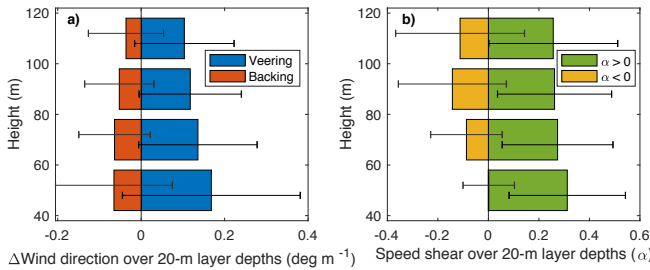 a)
120
100
80
60
40
Height (m)
Veering
Backing
-0.2
0
0.2
0.4
ΔWind direction over 20-m layer depths (deg m⁻¹)
b)
120
100
80
60
40
Height (m)
α > 0
α < 0
-0.4
-0.2
0
0.2
0.4
0.6
Speed shear over 20-m layer depths (α)